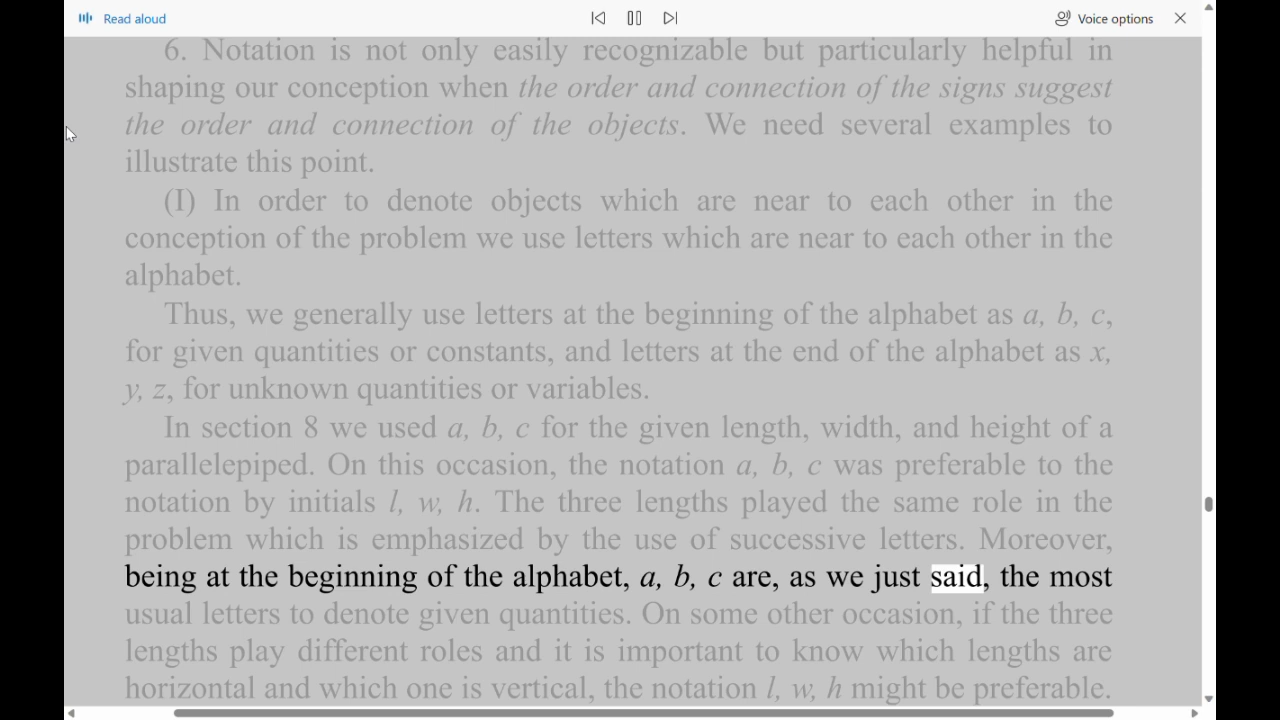 Read aloud
Voice options
6. Notation is not only easily recognizable but particularly helpful in
shaping our conception when the order and connection of the signs suggest
the order and connection of the objects. We need several examples to
illustrate this point.
(I) In order to denote objects which are near to each other in the
conception of the problem we use letters which are near to each other in the
alphabet.
Thus, we generally use letters at the beginning of the alphabet as a, b, c,
for given quantities or constants, and letters at the end of the alphabet as x,
y, z, for unknown quantities or variables.
In section 8 we used a, b, c for the given length, width, and height of a
parallelepiped. On this occasion, the notation a, b, c was preferable to the
notation by initials l, w, h. The three lengths played the same role in the
problem which is emphasized by the use of successive letters. Moreover,
being at the beginning of the alphabet, a, b, c are, as we just said, the most
usual letters to denote given quantities. On some other occasion, if the three
lengths play different roles and it is important to know which lengths are
horizontal and which one is vertical, the notation l, w, h might be preferable.